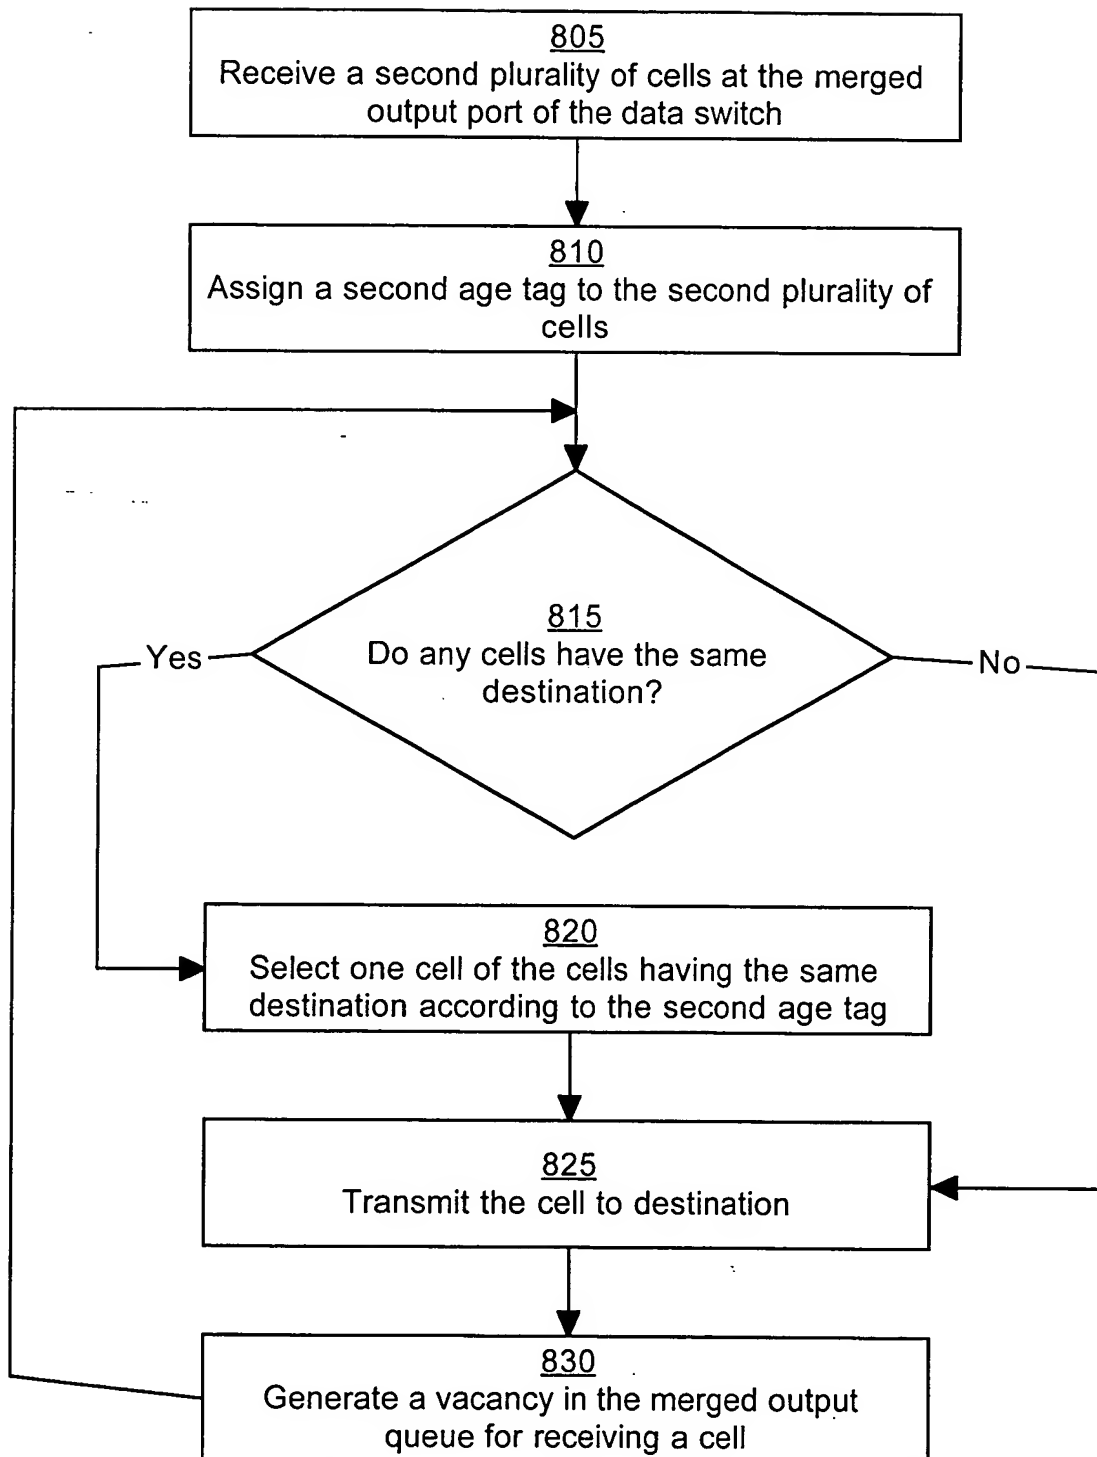 805
Receive a second plurality of cells at the merged
output port of the data switch
810
Assign a second age tag to the second plurality of
cells
815
Do any cells have the same
destination?
Yes
No
820
Select one cell of the cells having the same
destination according to the second age tag
825
Transmit the cell to destination
830
Generate a vacancy in the merged output
queue for receiving a cell